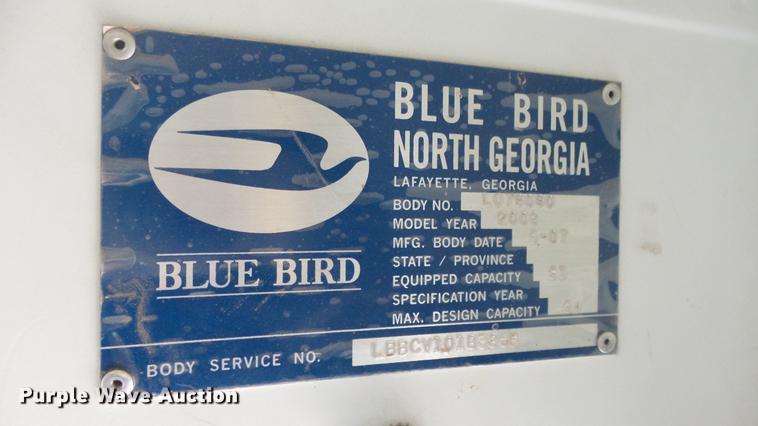 BLUE BIRD
NORTH GEORGIA
LAFAYETTE, GEORGIA
BODY NO.
MODEL YEAR
MFG. BODY DATE
STATE / PROVINCE
EQUIPPED CAPACITY
SPECIFICATION YEAR
MAX. DESIGN CAPACITY
BLUE BIRD
BODY SERVICE NO.
Purple Wave Auction